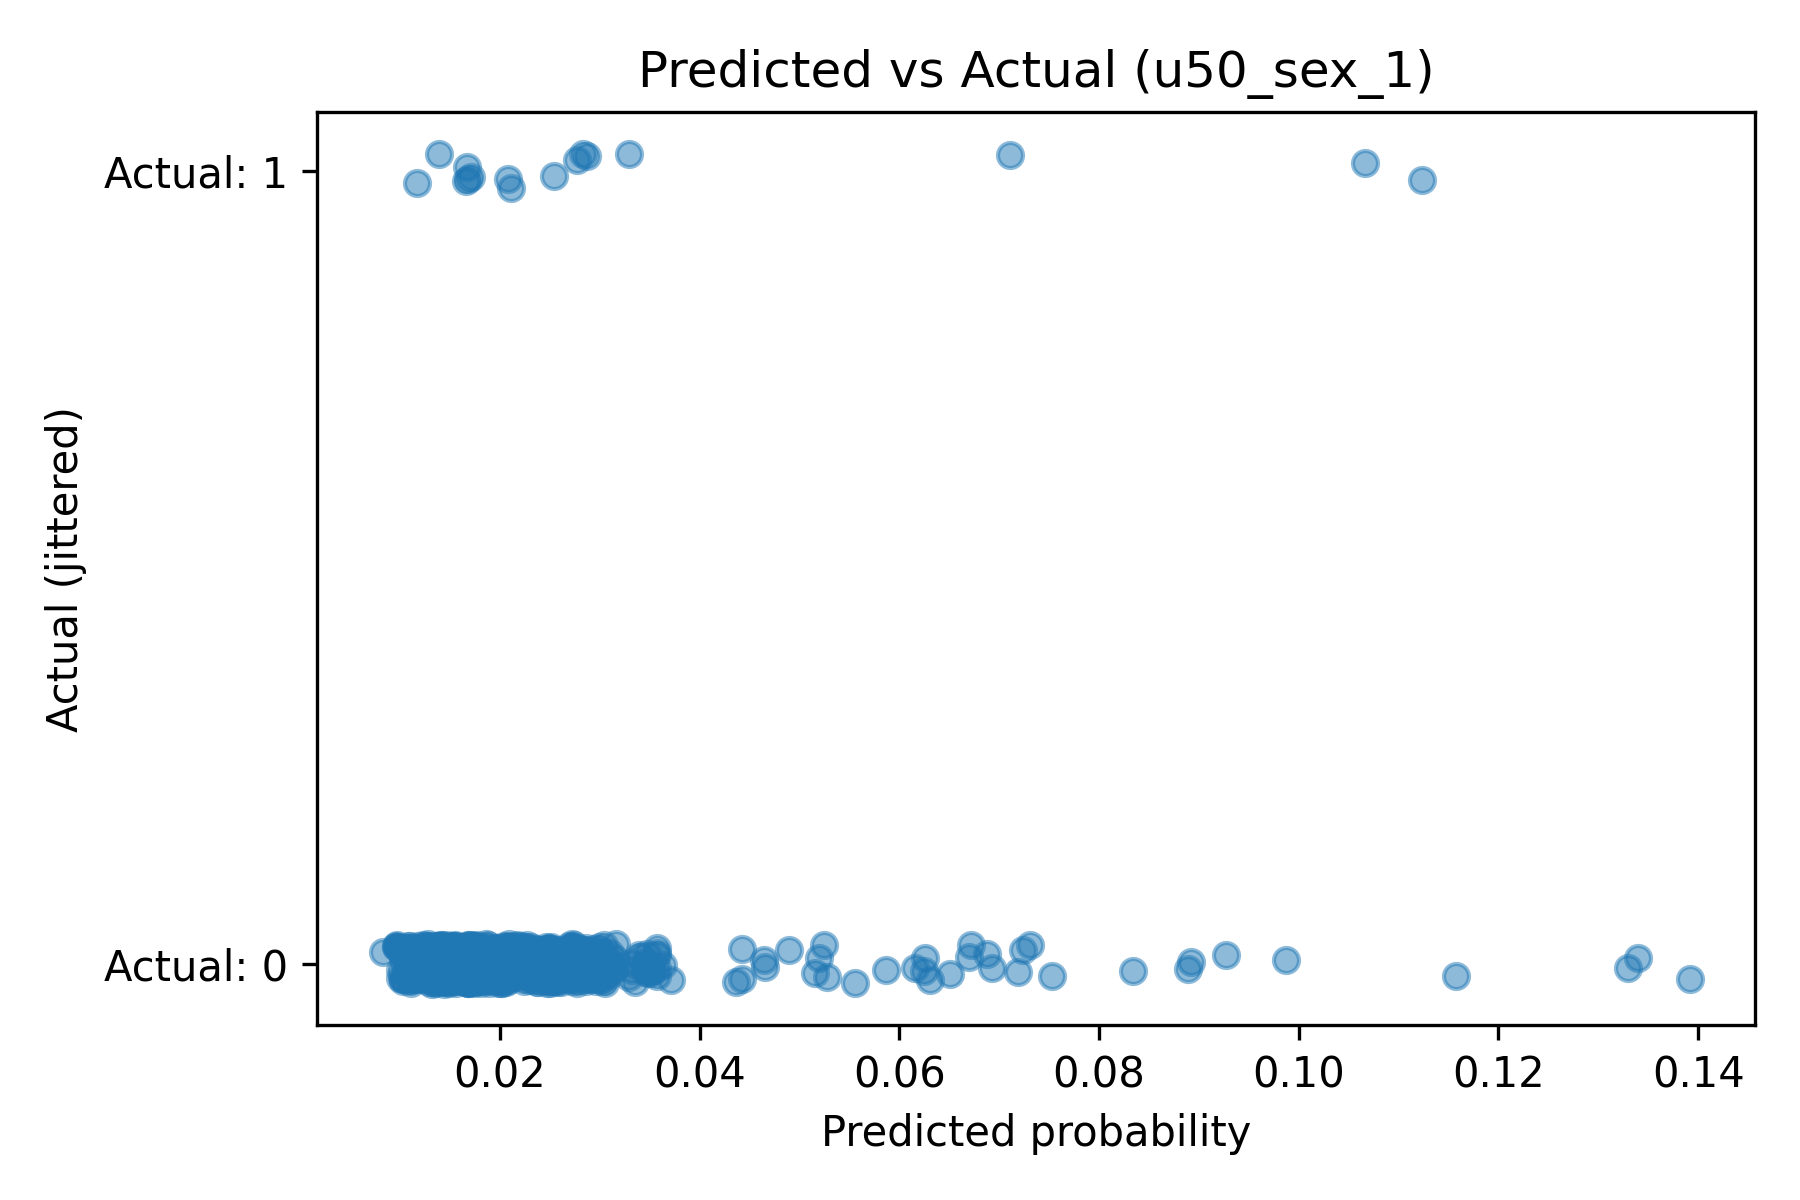 Predicted vs Actual (u50_sex_1)
Actual: 1
Actual (jittered)
Actual: 0
0.02 0.04 0.06 0.08 0.10 0.12 0.14
Predicted probability